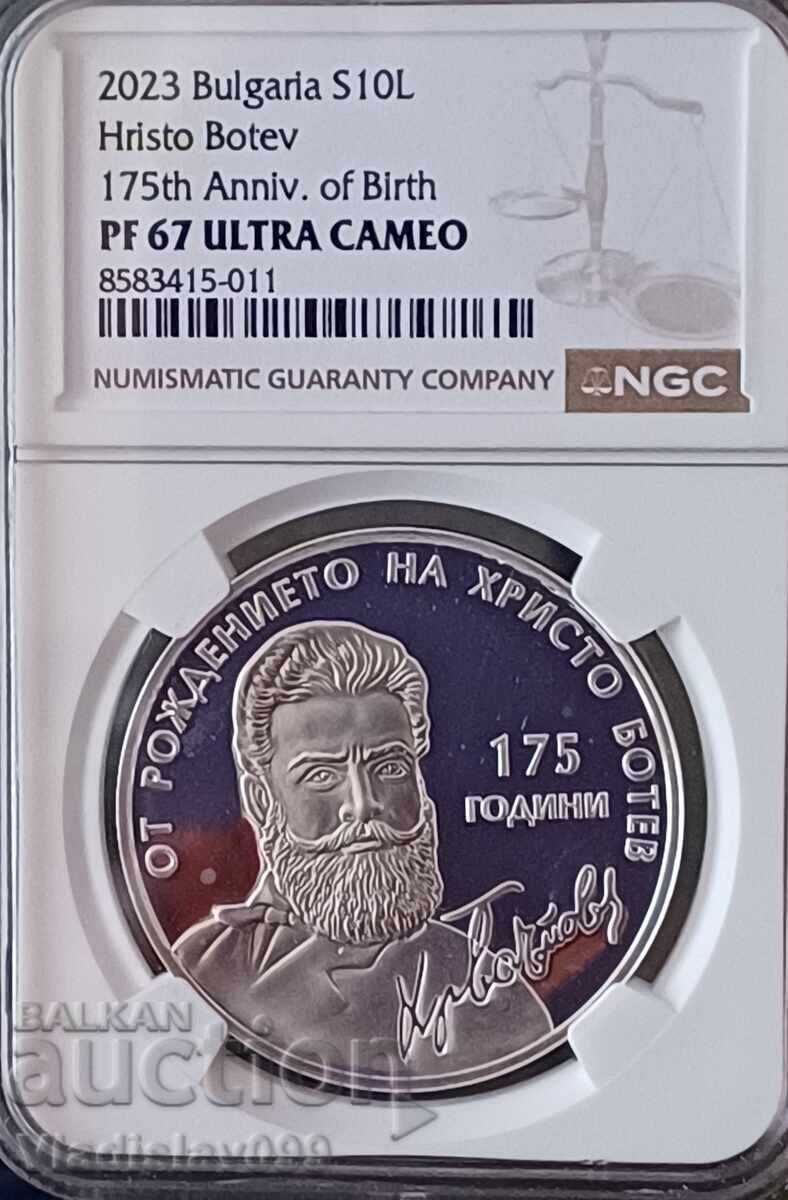 2023 Bulgaria S10L
Hristo Botev
175th Anniv. of Birth
PF 67 ULTRA CAMEO
8583415-011
NUMISMATIC GUARANTY COMPANY
NGC
ОТ РОЖДЕНИЕТО НА ХРИСТО БОТЕВ
175
ГОДИНИ
BALKAN
auction
Vladislav099